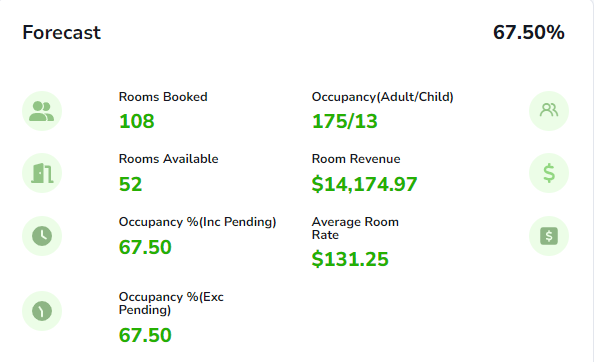 Forecast
67.50%
Rooms Booked
108
Occupancy(Adult/Child)
175/13
Rooms Available
52
Room Revenue
$14,174.97
Occupancy %(Inc Pending)
67.50
Average Room
Rate
$131.25
Occupancy %(Exc
Pending)
67.50